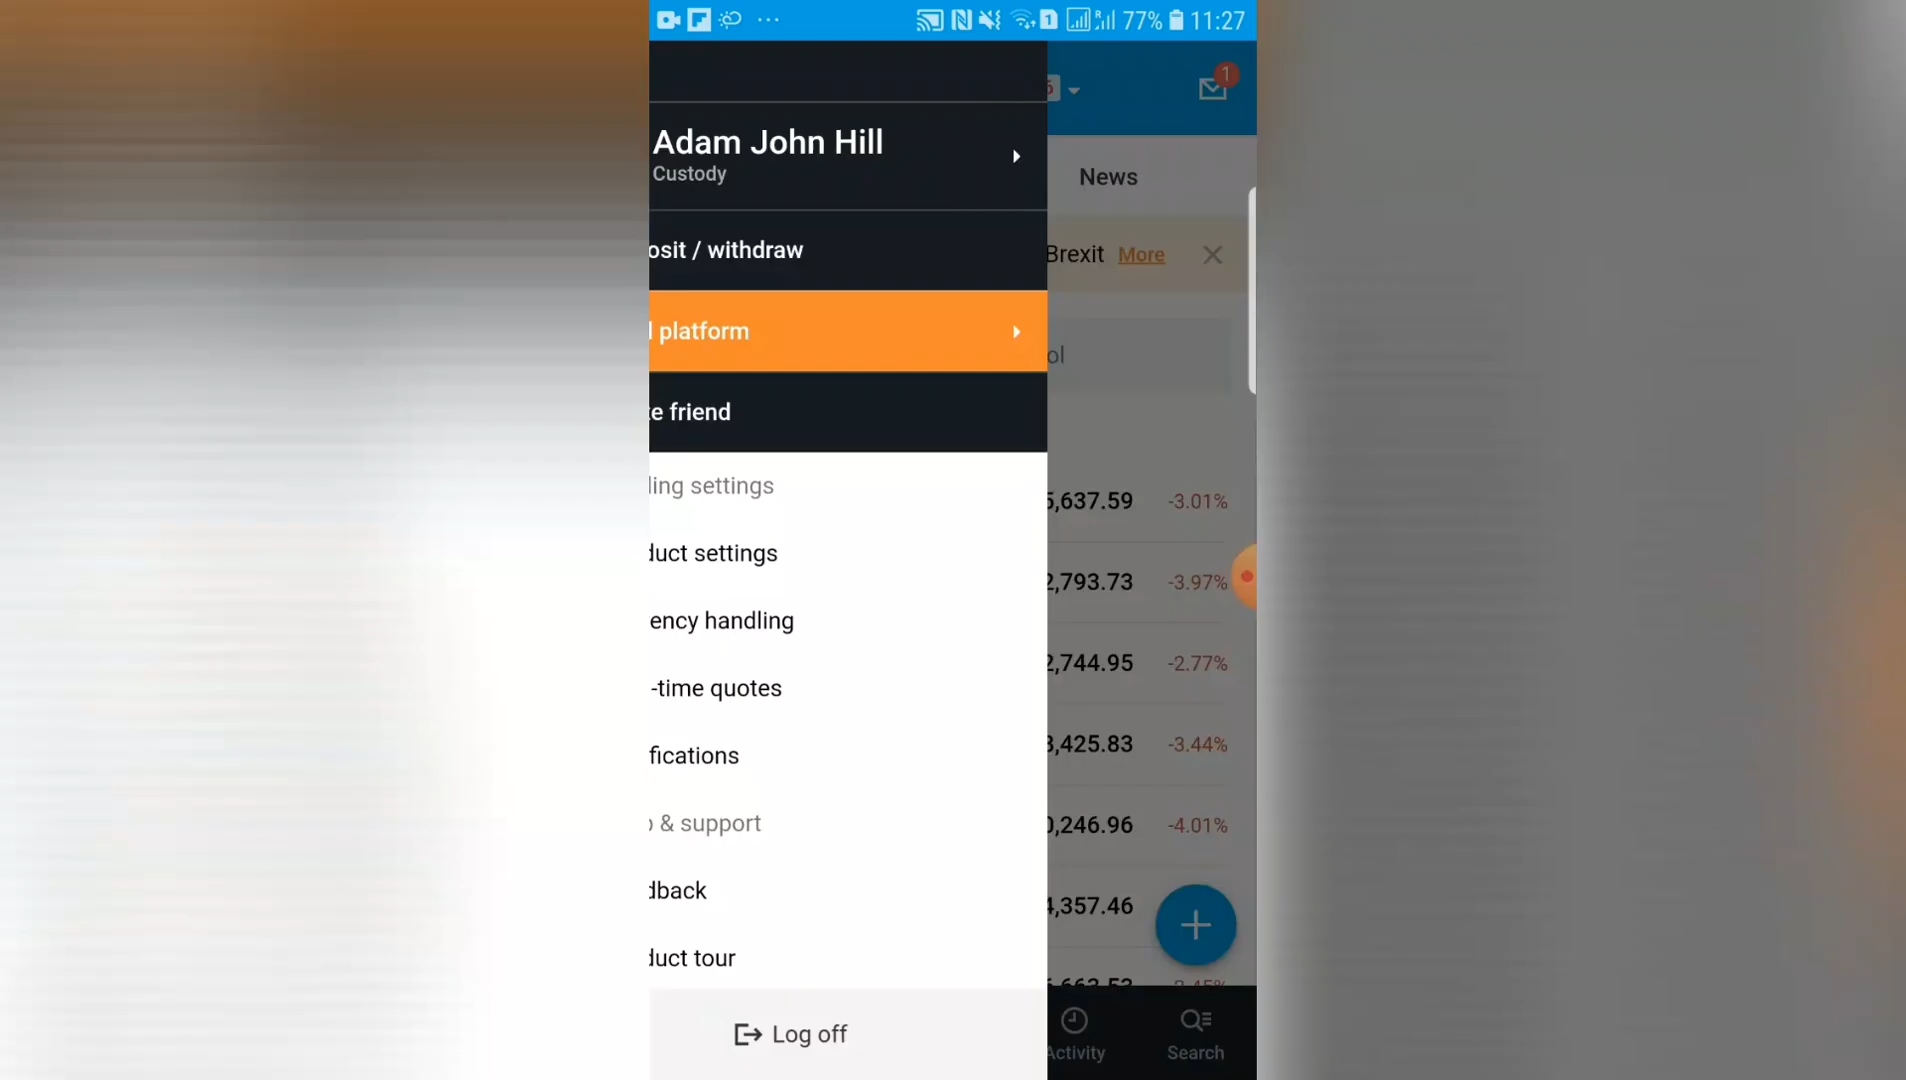 77% 11:27
1
Adam John Hill
Custody
News
osit / withdraw
Brexit More
platform
ol
e friend
ing settings
5,637.59 -3.01%
duct settings
2,793.73 -3.97%
ency handling
2,744.95 -2.77%
-time quotes
3,425.83 -3.44%
fications
& support
0,246.96 -4.01%
dback
4,357.46
duct tour
Log off
Activity
Search